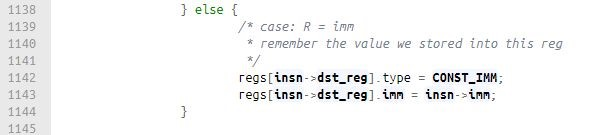 1138 } else {
1139 /* case: R = imm
1140 * remember the value we stored into this reg
1141 */
1142 regs[insn->dst_reg].type = CONST_IMM;
1143 regs[insn->dst_reg].imm = insn->imm;
1144 }
1145